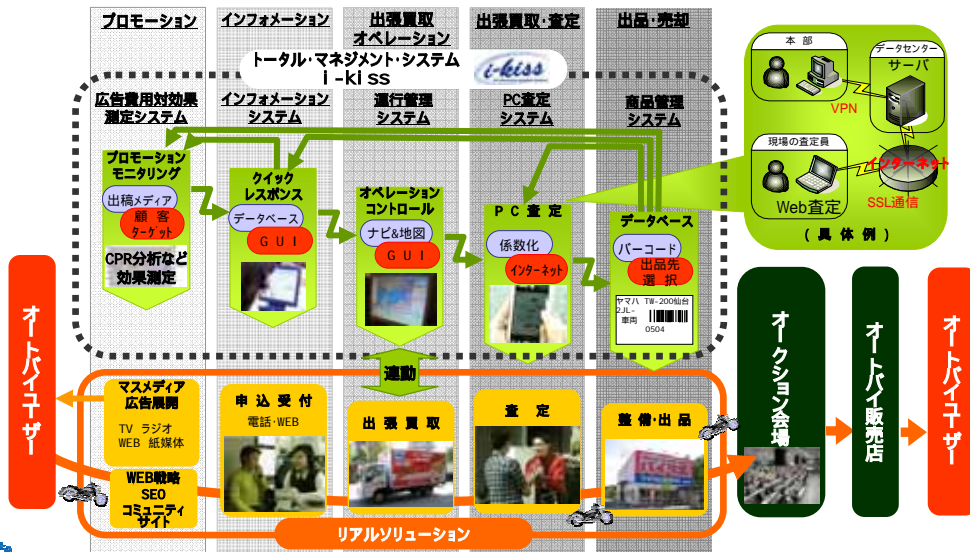 プロモーション
インフォメーション
出張買取
オペレーション
出張買取・査定
出品・売却
トータル・マネジメント・システム
i-kiss
i-kiss
広告費用対効果
測定システム
インフォメーション
システム
運行管理
システム
PC査定
システム
商品管理
システム
プロモーション
モニタリング
出稿メディア
顧客
ターゲット
CPR分析など
効果測定
クイック
レスポンス
データベース
GUI
オペレーション
コントロール
ナビ&地図
GUI
PC査定
係数化
インターネット
データベース
バーコード
出品先
選択
ヤマハ TW-200仙台
2JL-
車両
0504
本部
データセンター
サーバ
VPN
現場の査定員
インターネット
Web査定
SSL通信
(具体例)
連動
オートバイユーザー
マスメディア
広告展開
TV ラジオ
WEB 紙媒体
WEB戦略
SEO
コミュニティ
サイト
申込受付
電話・WEB
出張買取
査定
整備・出品
リアルソリューション
オークション会場
オートバイ販売店
オートバイユーザー